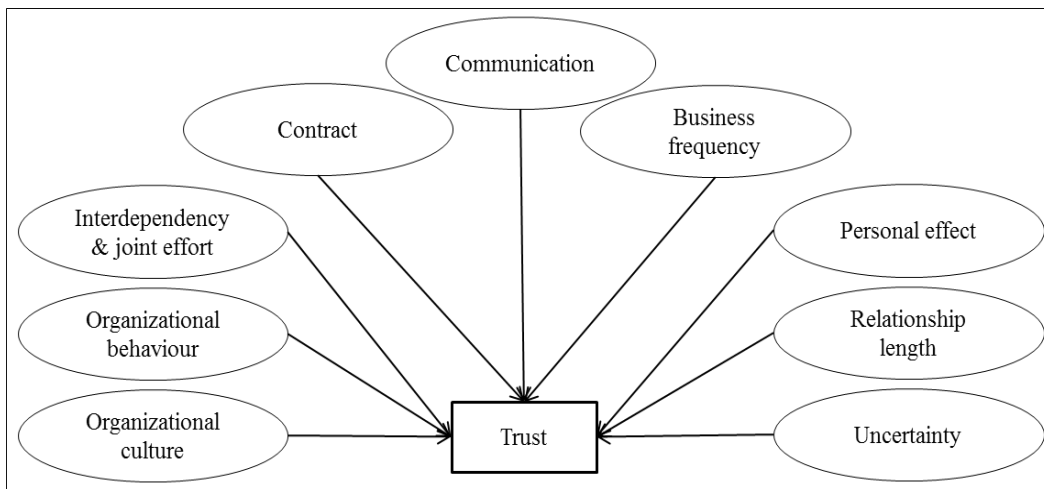 Communication
Contract
Business
frequency
Interdependency
& joint effort
Personal effect
Organizational
behaviour
Relationship
length
Organizational
culture
Trust
Uncertainty